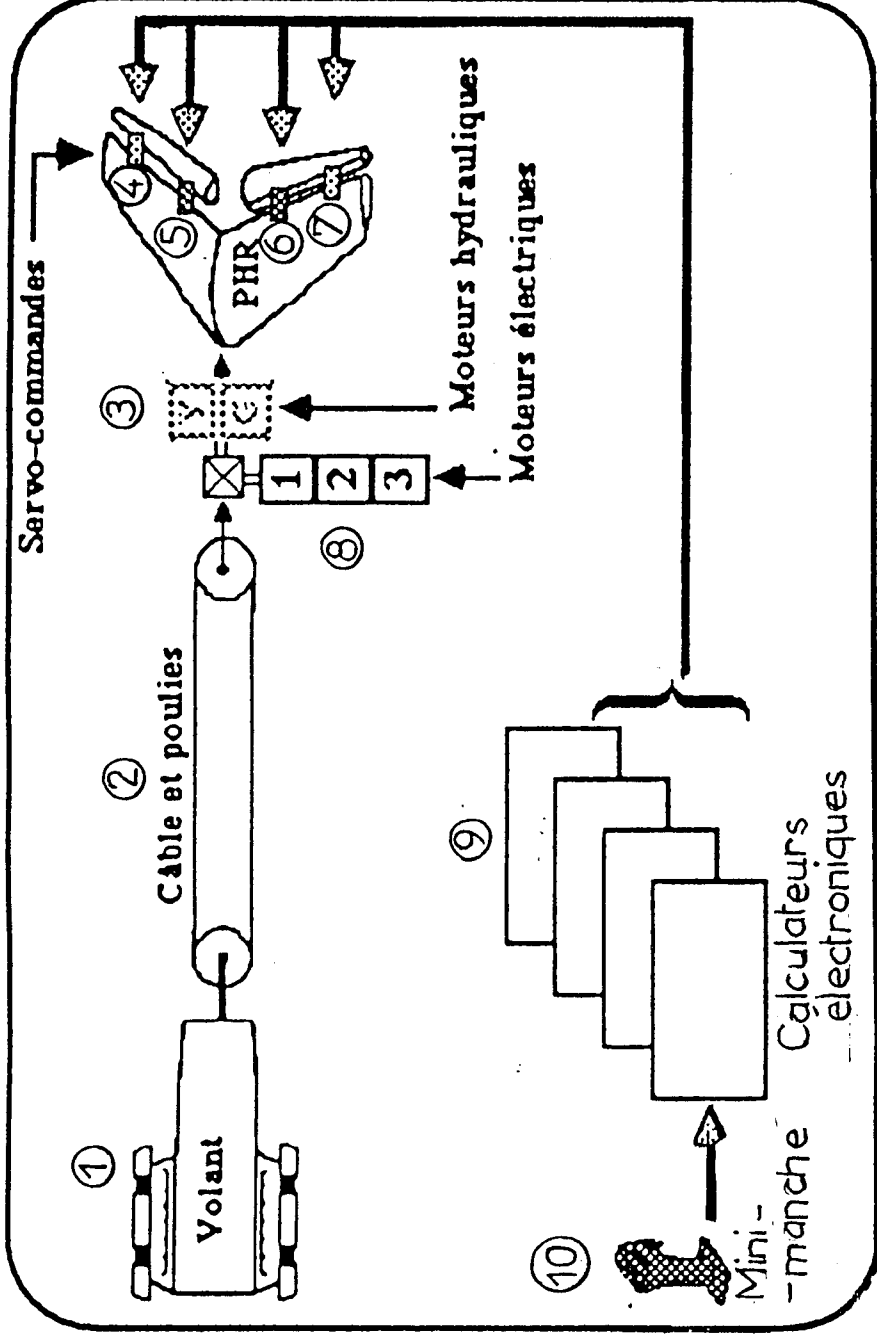 Servo-commandes
④
⑤
⑥
⑦
PHR
③
Y
G
Moteurs hydrauliques
Moteurs électriques
1
2
3
⑧
②
Câble et poulies
①
Volant
⑨
Calculateurs
électroniques
⑩
Mini-
-manche